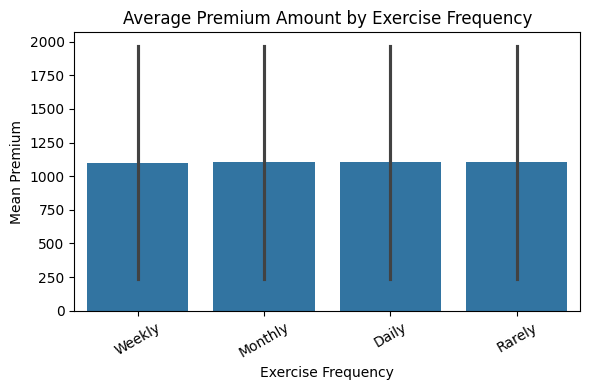 Average Premium Amount by Exercise Frequency
Mean Premium
2000
1750
1500
1250
1000
750
500
250
0
Weekly
Monthly
Daily
Rarely
Exercise Frequency